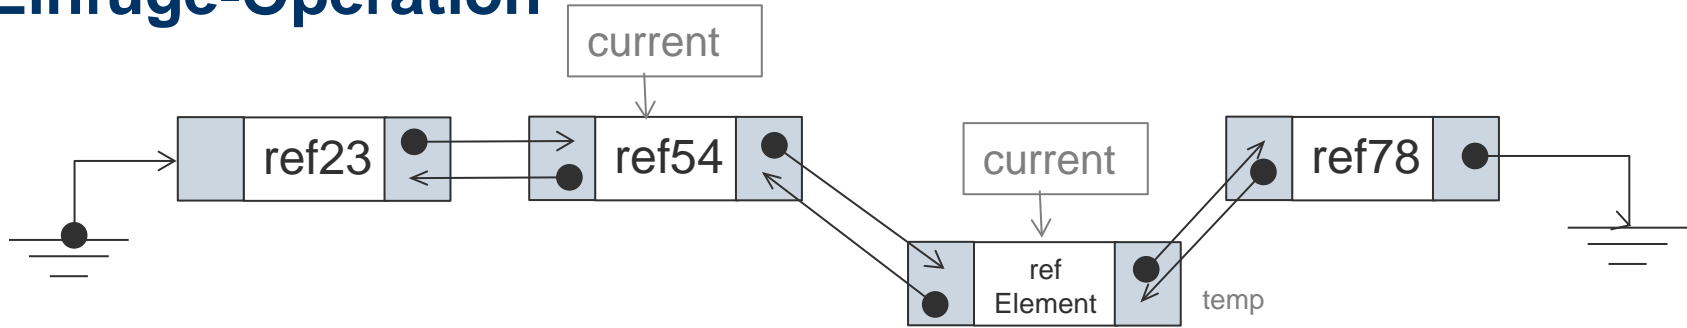 Einfüge-Operation
current
ref23
ref54
current
ref78
ref
Element
temp